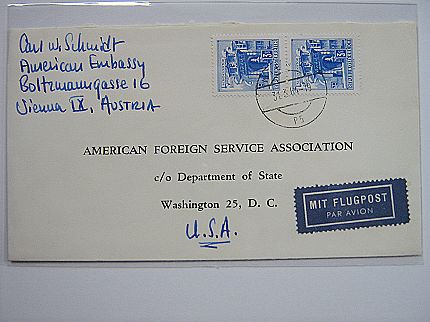 Carl W. Schmidt
American Embassy
Boltzmanngasse 16
Vienna IX, AUSTRIA
AMERICAN FOREIGN SERVICE ASSOCIATION
c/o Department of State
Washington 25, D. C.
U.S.A.
MIT FLUGPOST
PAR AVION